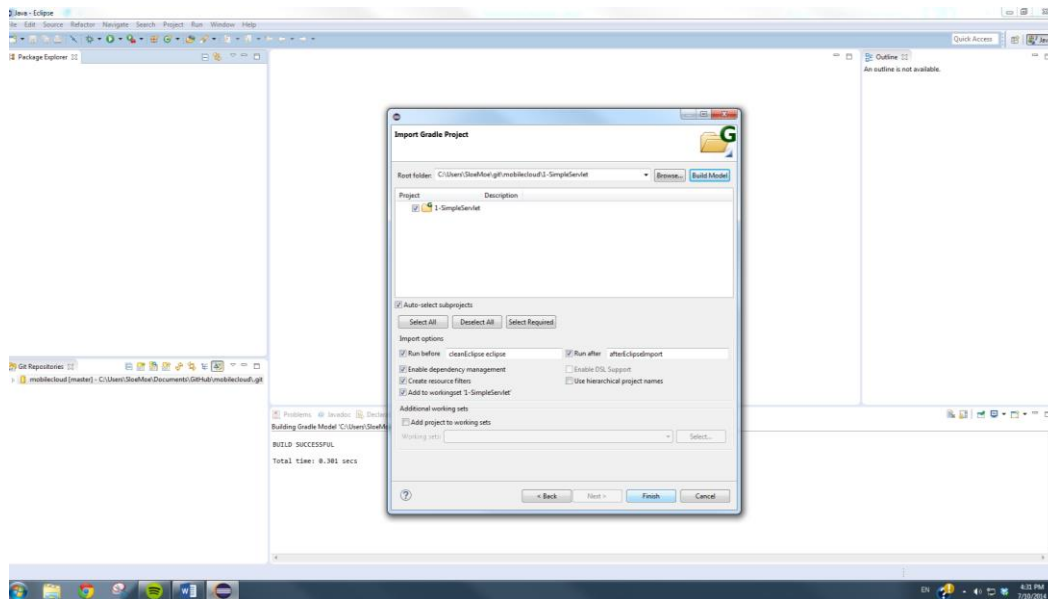 Java - Eclipse
Edit Source Refactor Navigate Search Project Run Window Help
Quick Access
Package Explorer
Outline
An outline is not available.
Import Gradle Project
G
Root folder: C:\Users\SloeMoe\git\mobilecloud\1-SimpleServlet
Browse... Build Model
Project Description
1-SimpleServlet
Auto-select subprojects
Select All Deselect All Select Required
Import options
Run before cleanEclipse eclipse Run after afterEclipseImport
Enable dependency management Enable DSL Support
Create resource filters Use hierarchical project names
Add to workingset '1-SimpleServlet'
Additional working sets
Add project to working sets
Working sets: Select...
< Back Next > Finish Cancel
Git Repositories
mobilecloud [master] - C:\Users\SloeMoe\Documents\GitHub\mobilecloud\.git
Problems Javadoc
Building Gradle Model 'C:\Users\SloeM
BUILD SUCCESSFUL
Total time: 0.301 secs
EN
4:31 PM
7/10/2014